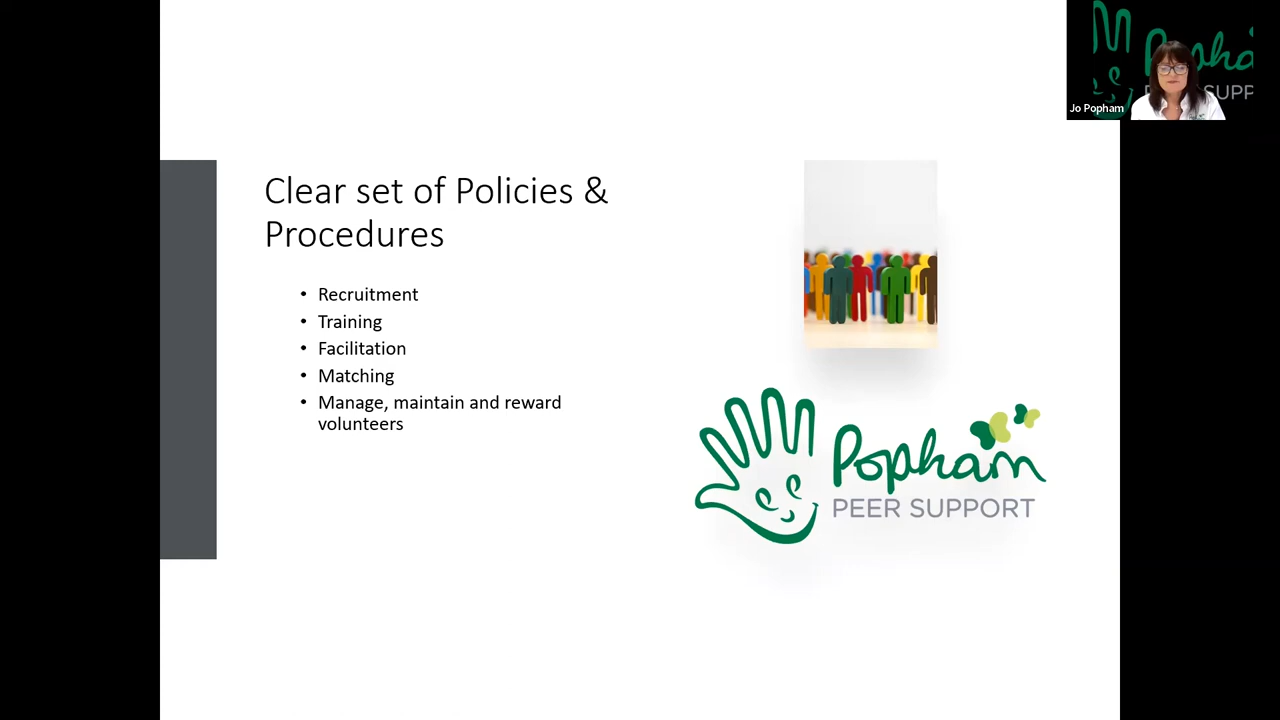 Clear set of Policies &
Procedures
• Recruitment
• Training
• Facilitation
• Matching
• Manage, maintain and reward
volunteers
Popham
PEER SUPPORT
Jo Popham